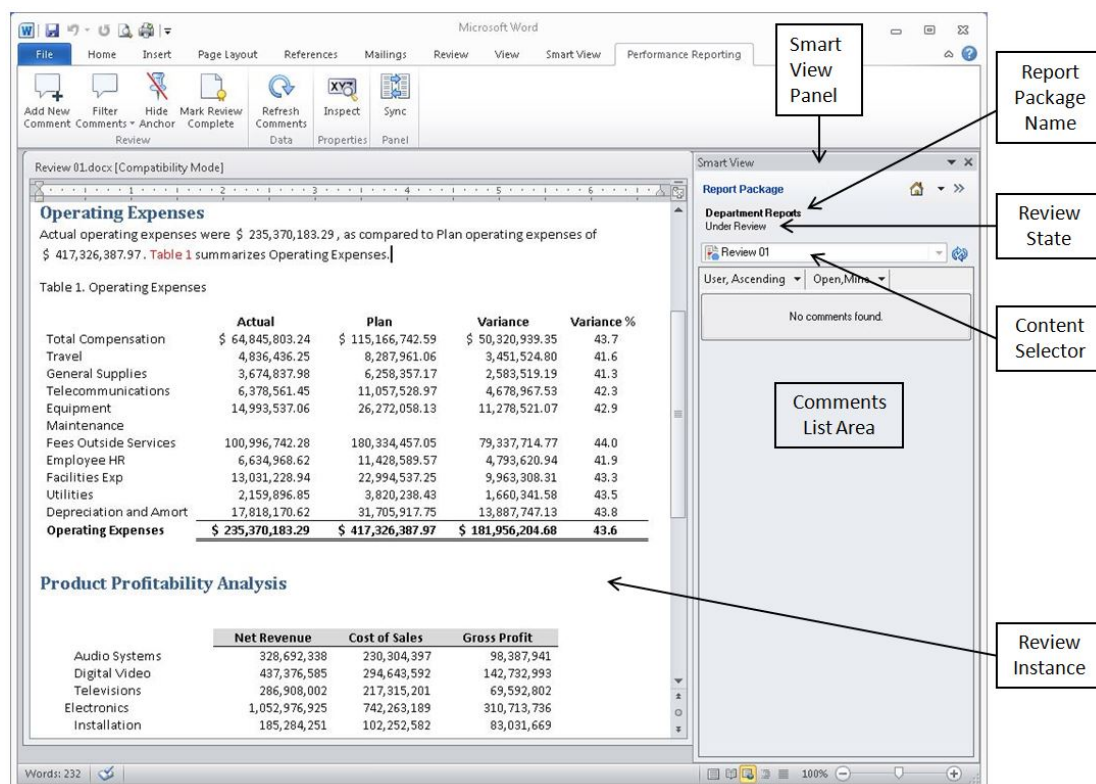 Microsoft Word
File Home Insert Page Layout References Mailings Review View Smart View Performance Reporting
Add New Comment
Filter Comments
Hide Anchor
Mark Review Complete
Refresh Comments
Inspect
Sync
Review Data Properties Panel
Review 01.docx [Compatibility Mode]
1 2 3 4 5 6
Operating Expenses
Actual operating expenses were $ 235,370,183.29 , as compared to Plan operating expenses of
$ 417,326,387.97 . Table 1 summarizes Operating Expenses.
Table 1. Operating Expenses
Actual Plan Variance Variance %
Total Compensation $ 64,845,803.24 $ 115,166,742.59 $ 50,320,939.35 43.7
Travel 4,836,436.25 8,287,961.06 3,451,524.80 41.6
General Supplies 3,674,837.98 6,258,357.17 2,583,519.19 41.3
Telecommunications 6,378,561.45 11,057,528.97 4,678,967.53 42.3
Equipment 14,993,537.06 26,272,058.13 11,278,521.07 42.9
Maintenance
Fees Outside Services 100,996,742.28 180,334,457.05 79,337,714.77 44.0
Employee HR 6,634,968.62 11,428,589.57 4,793,620.94 41.9
Facilities Exp 13,031,228.94 22,994,537.25 9,963,308.31 43.3
Utilities 2,159,896.85 3,820,238.43 1,660,341.58 43.5
Depreciation and Amort 17,818,170.62 31,705,917.75 13,887,747.13 43.8
Operating Expenses $ 235,370,183.29 $ 417,326,387.97 $ 181,956,204.68 43.6
Product Profitability Analysis
Net Revenue Cost of Sales Gross Profit
Audio Systems 328,692,338 230,304,397 98,387,941
Digital Video 437,376,585 294,643,592 142,732,993
Televisions 286,908,002 217,315,201 69,592,802
Electronics 1,052,976,925 742,263,189 310,713,736
Installation 185,284,251 102,252,582 83,031,669
Words: 232
100%
Smart View
Report Package
Department Reports
Under Review
Review 01
User, Ascending Open,Mine
No comments found.
Smart
View
Panel
Report
Package
Name
Review
State
Content
Selector
Comments
List Area
Review
Instance